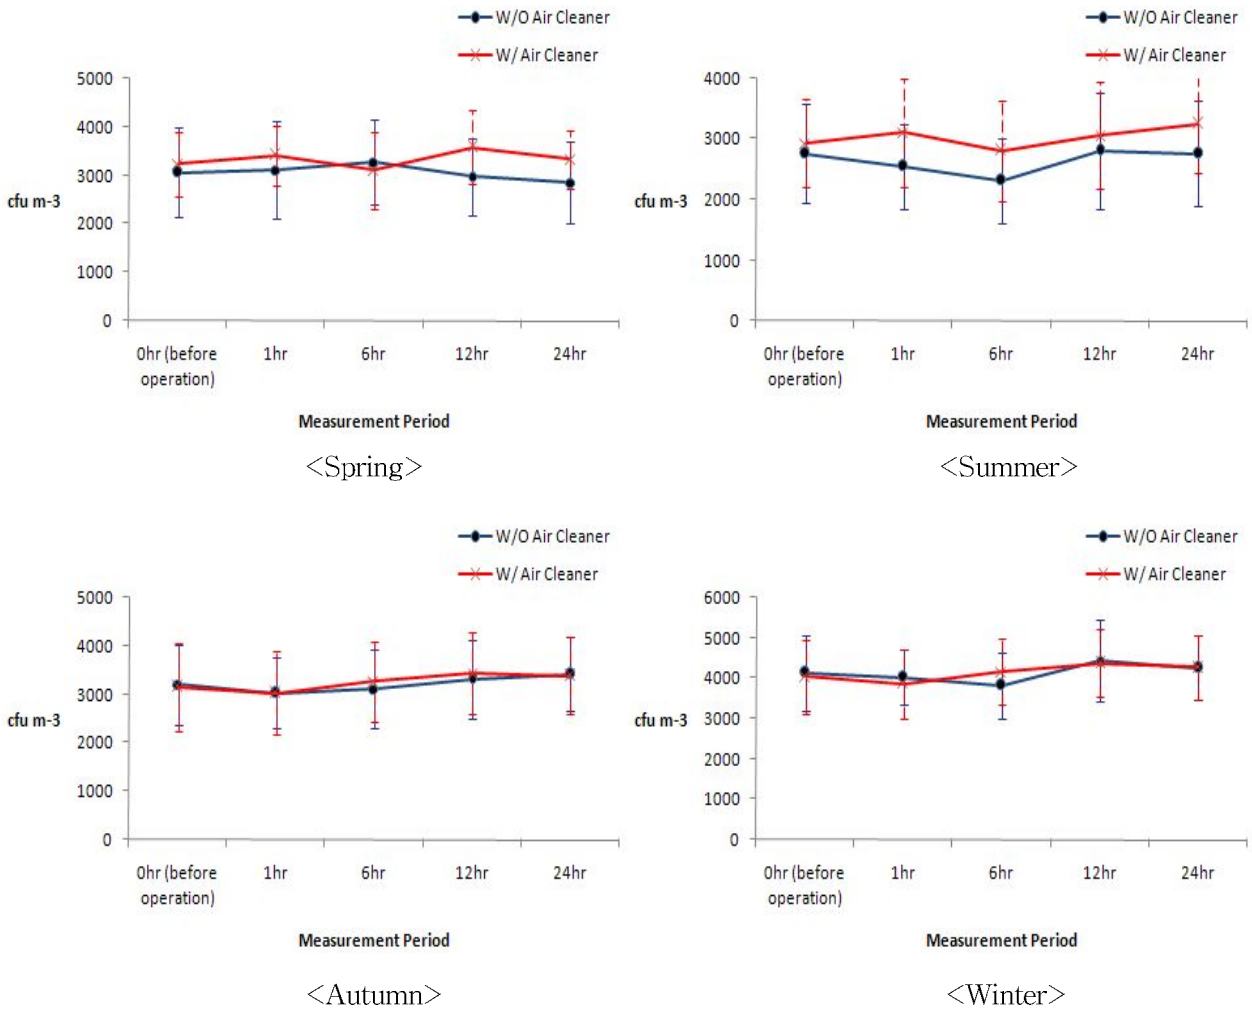 W/O Air Cleaner
W/ Air Cleaner
5000
4000
3000
2000
1000
0
cfu m-3
0hr (before operation)
1hr
6hr
12hr
24hr
Measurement Period
<Spring>
W/O Air Cleaner
W/ Air Cleaner
4000
3000
2000
1000
0
cfu m-3
0hr (before operation)
1hr
6hr
12hr
24hr
Measurement Period
<Summer>
W/O Air Cleaner
W/ Air Cleaner
5000
4000
3000
2000
1000
0
cfu m-3
0hr (before operation)
1hr
6hr
12hr
24hr
Measurement Period
<Autumn>
W/O Air Cleaner
W/ Air Cleaner
6000
5000
4000
3000
2000
1000
0
cfu m-3
0hr (before operation)
1hr
6hr
12hr
24hr
Measurement Period
<Winter>